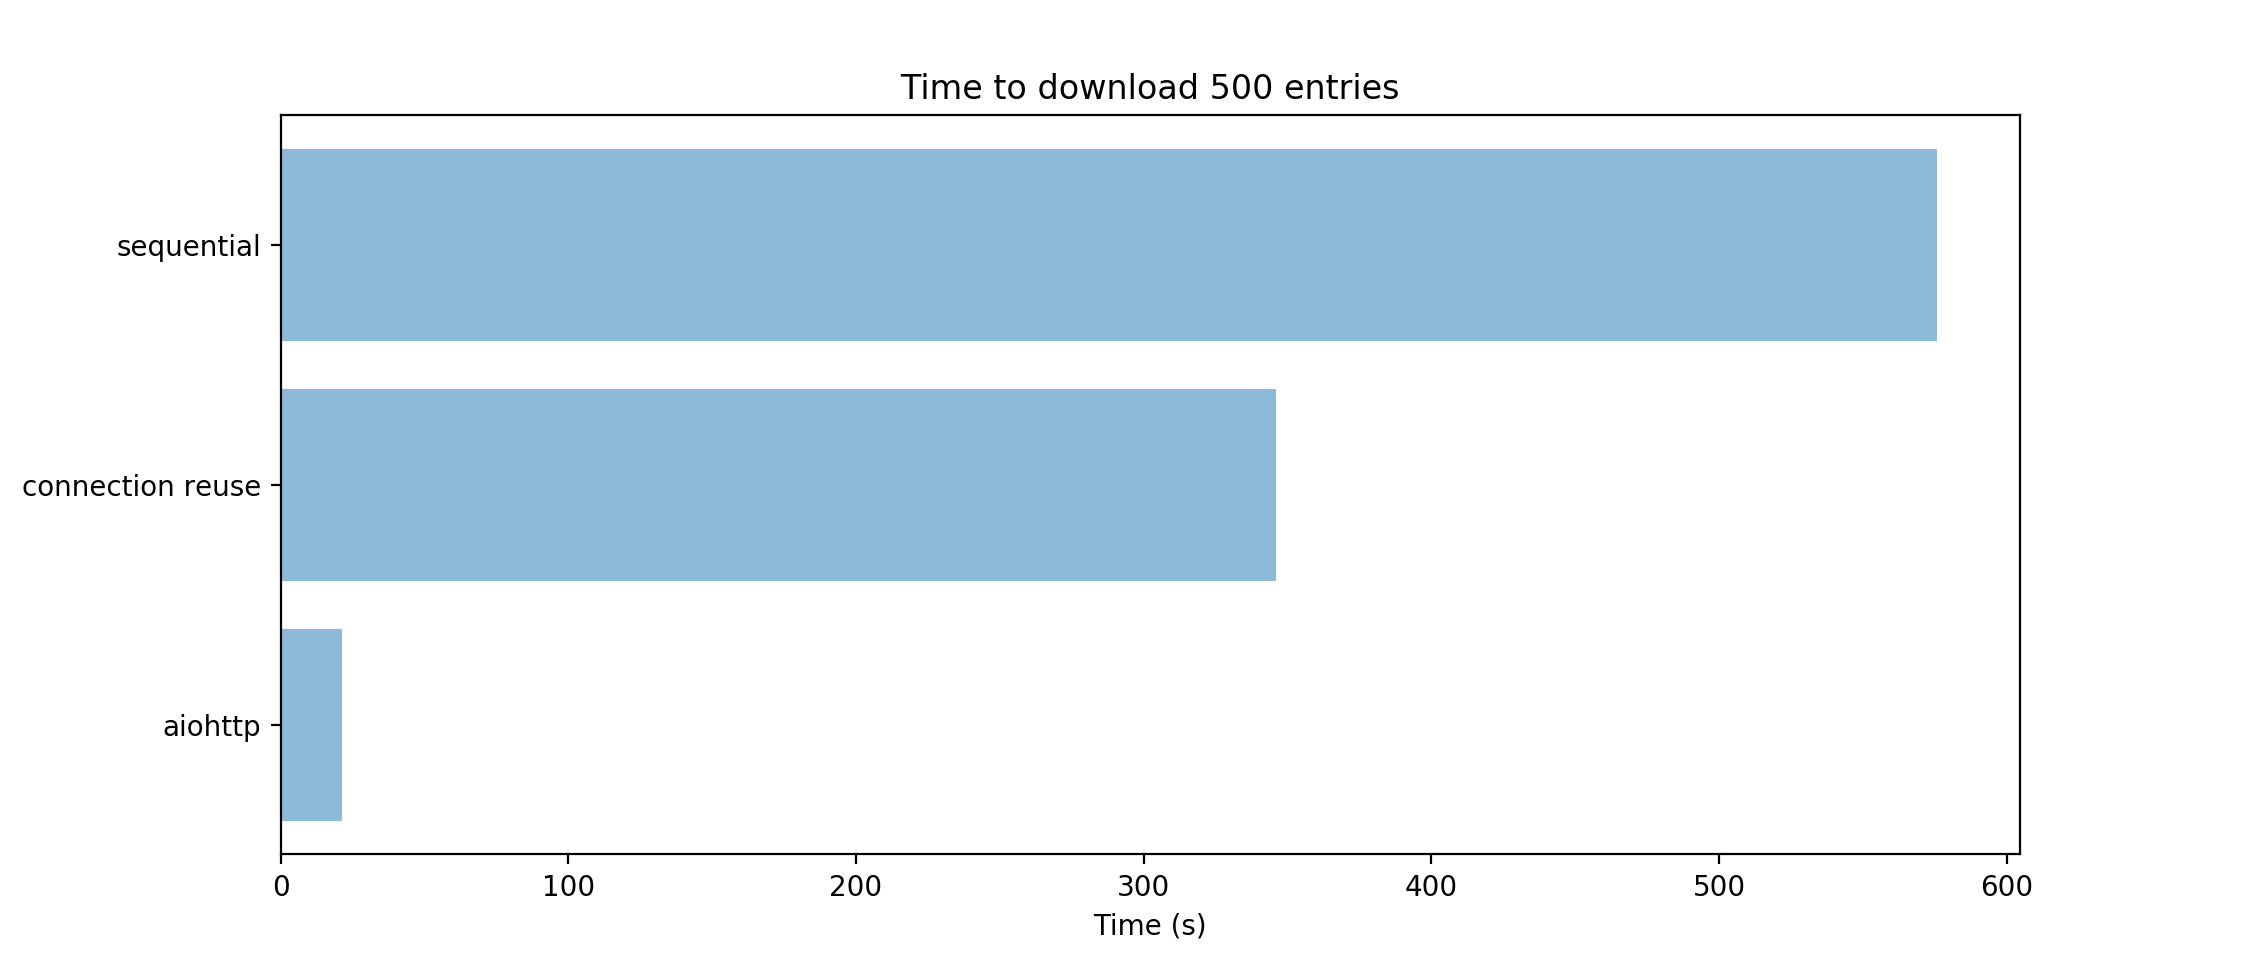 Time to download 500 entries
sequential
connection reuse
aiohttp
0 100 200 300 400 500 600
Time (s)